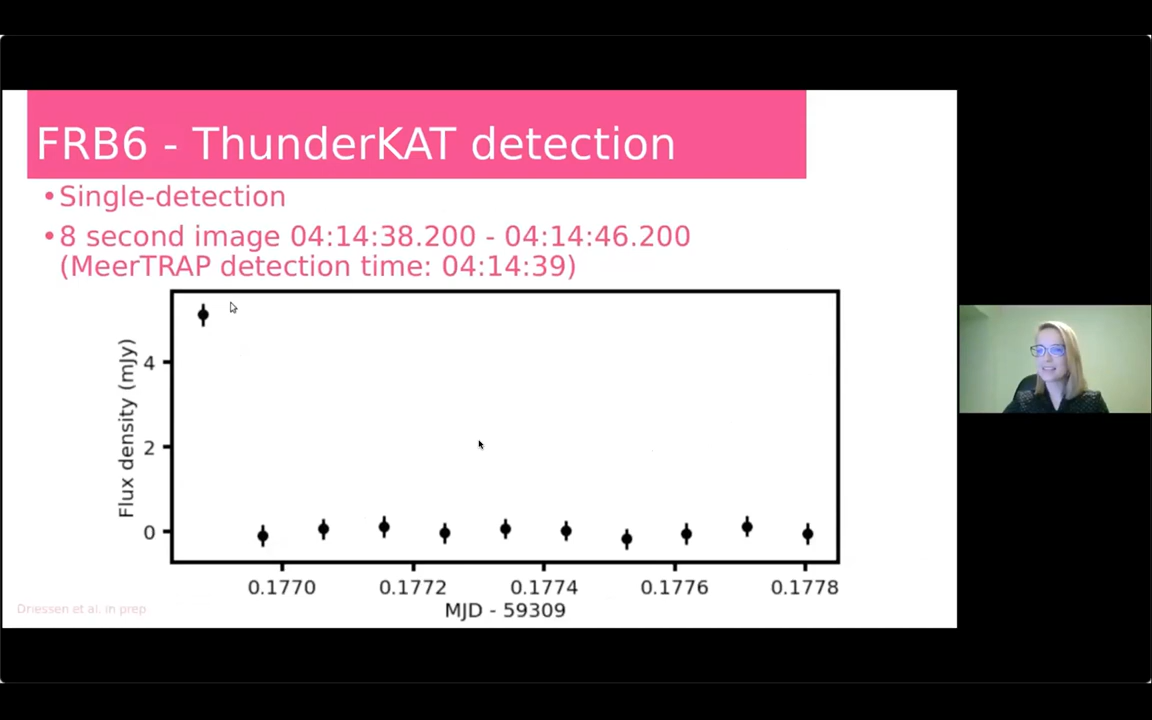 FRB6 - ThunderKAT detection
•Single-detection
•8 second image 04:14:38.200 - 04:14:46.200
(MeerTRAP detection time: 04:14:39)
Flux density (mJy)
4
2
0
0.1770 0.1772 0.1774 0.1776 0.1778
MJD - 59309
Driessen et al. in prep